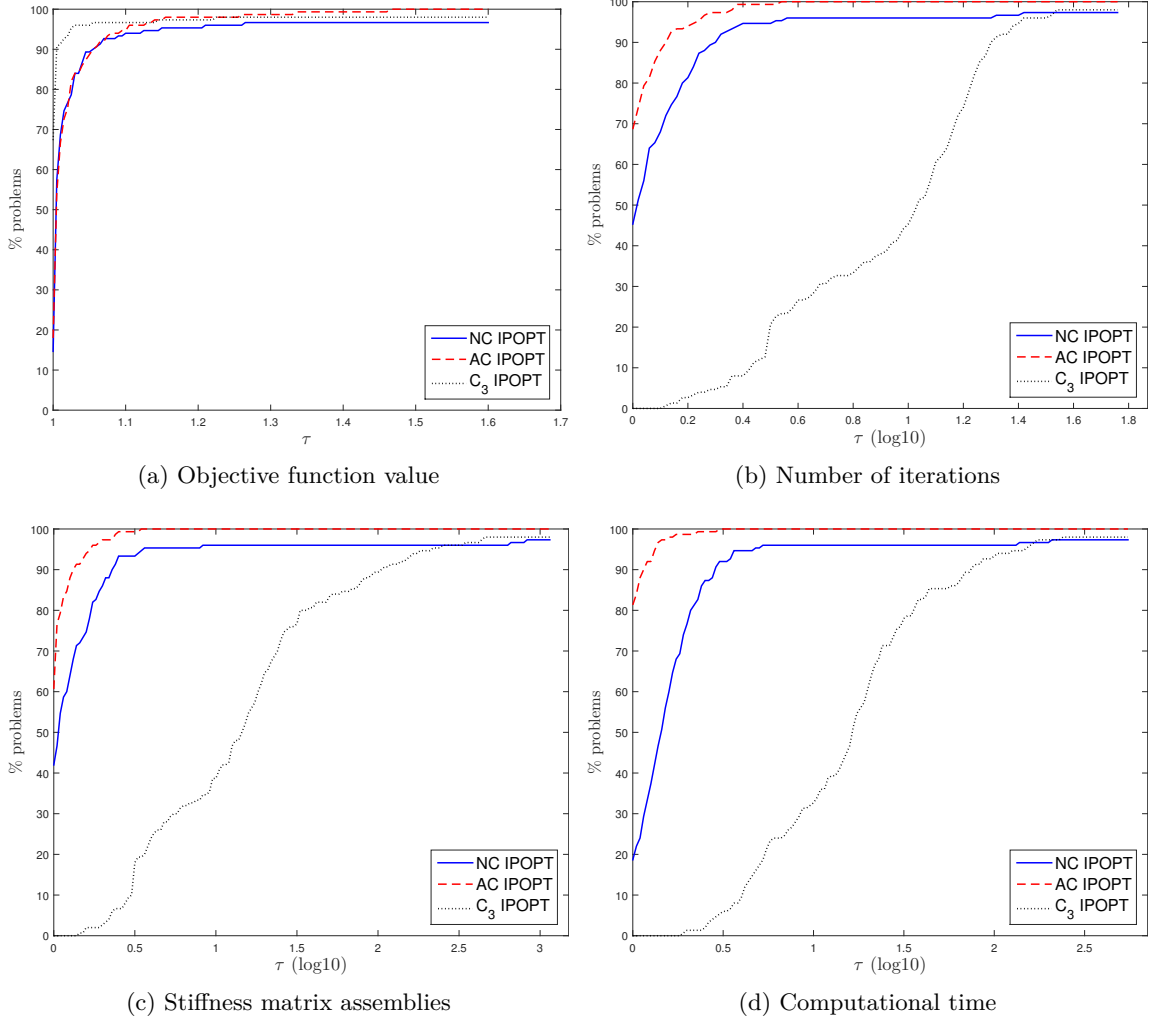 100
90
80
70
60
50
40
30
20
10
0
% problems
1 1.1 1.2 1.3 1.4 1.5 1.6 1.7
τ
NC IPOPT
AC IPOPT
C3 IPOPT
(a) Objective function value
100
90
80
70
60
50
40
30
20
10
0
% problems
0 0.2 0.4 0.6 0.8 1 1.2 1.4 1.6 1.8
τ (log10)
NC IPOPT
AC IPOPT
C3 IPOPT
(b) Number of iterations
100
90
80
70
60
50
40
30
20
10
0
% problems
0 0.5 1 1.5 2 2.5 3
τ (log10)
NC IPOPT
AC IPOPT
C3 IPOPT
(c) Stiffness matrix assemblies
100
90
80
70
60
50
40
30
20
10
0
% problems
0 0.5 1 1.5 2 2.5
τ (log10)
NC IPOPT
AC IPOPT
C3 IPOPT
(d) Computational time